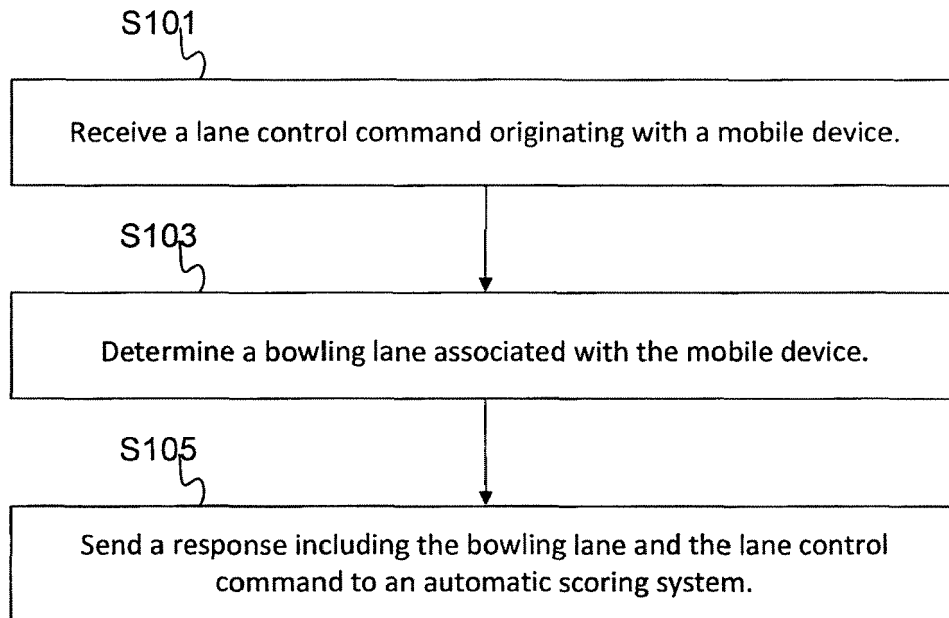 S101
Receive a lane control command originating with a mobile device.
S103
Determine a bowling lane associated with the mobile device.
S105
Send a response including the bowling lane and the lane control
command to an automatic scoring system.